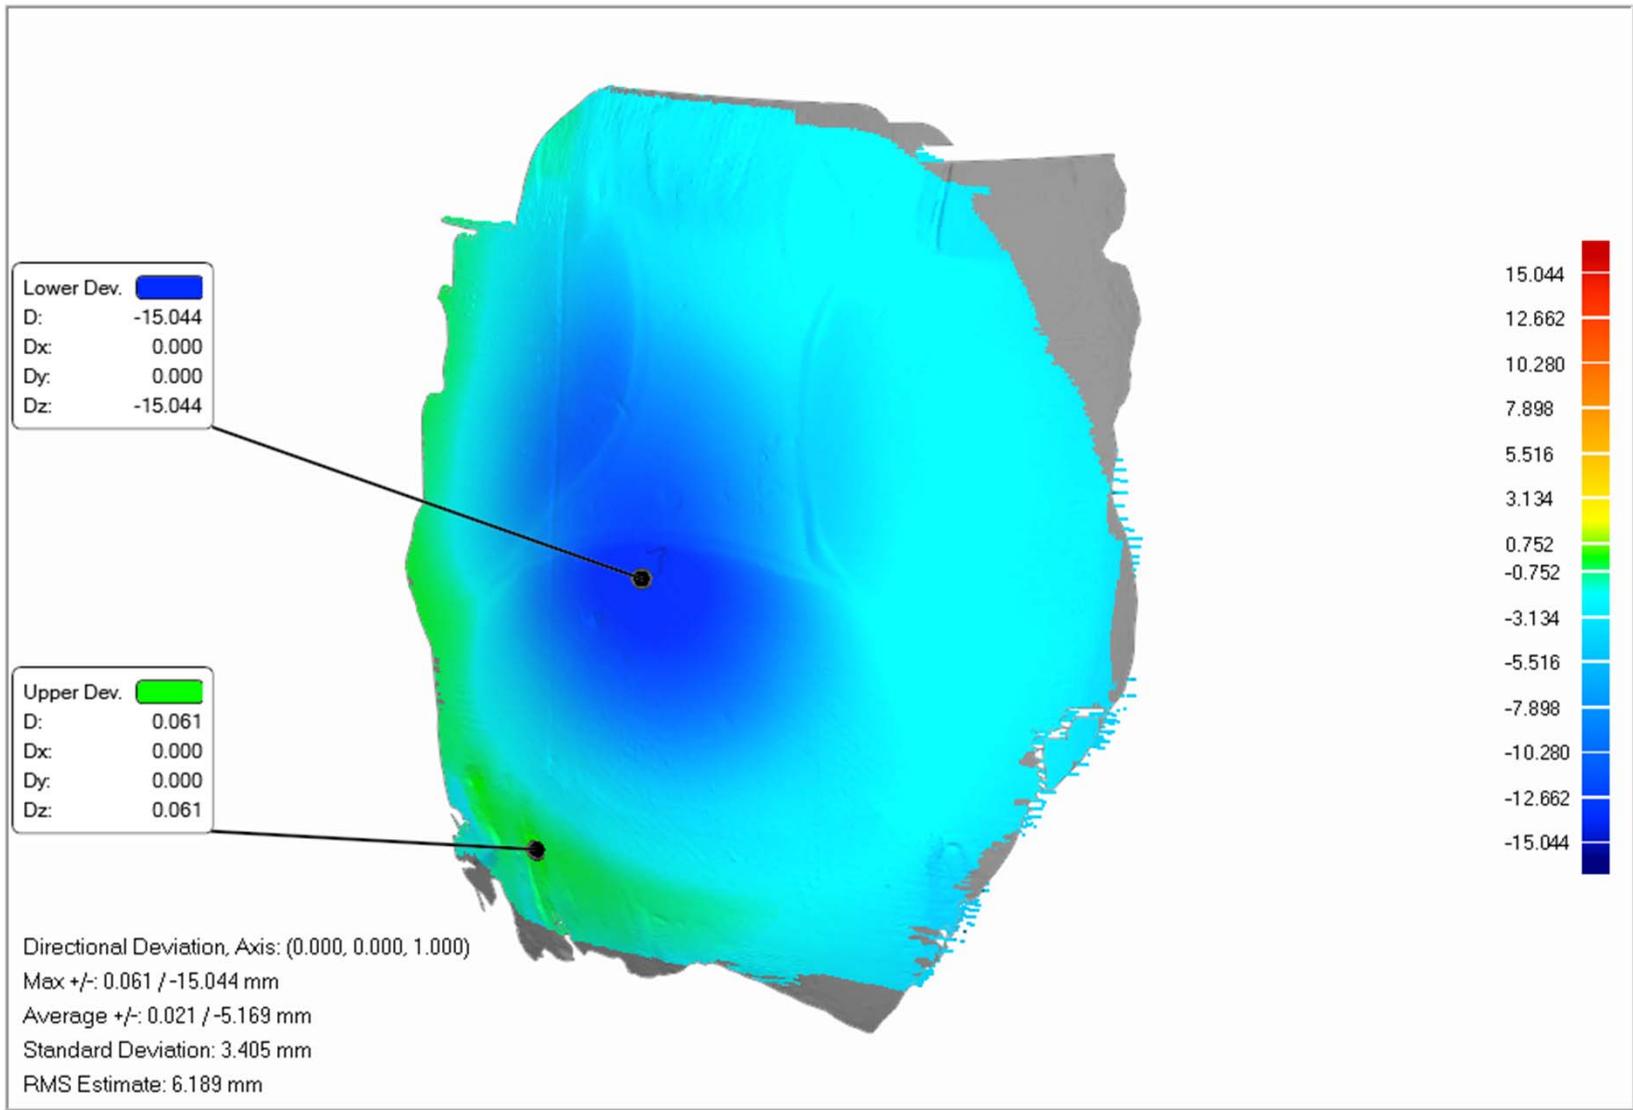 Lower Dev.
D: -15.044
Dx: 0.000
Dy: 0.000
Dz: -15.044
Upper Dev.
D: 0.061
Dx: 0.000
Dy: 0.000
Dz: 0.061
15.044
12.662
10.280
7.898
5.516
3.134
0.752
-0.752
-3.134
-5.516
-7.898
-10.280
-12.662
-15.044
Directional Deviation, Axis: (0.000, 0.000, 1.000)
Max +/-: 0.061 / -15.044 mm
Average +/-: 0.021 / -5.169 mm
Standard Deviation: 3.405 mm
RMS Estimate: 6.189 mm